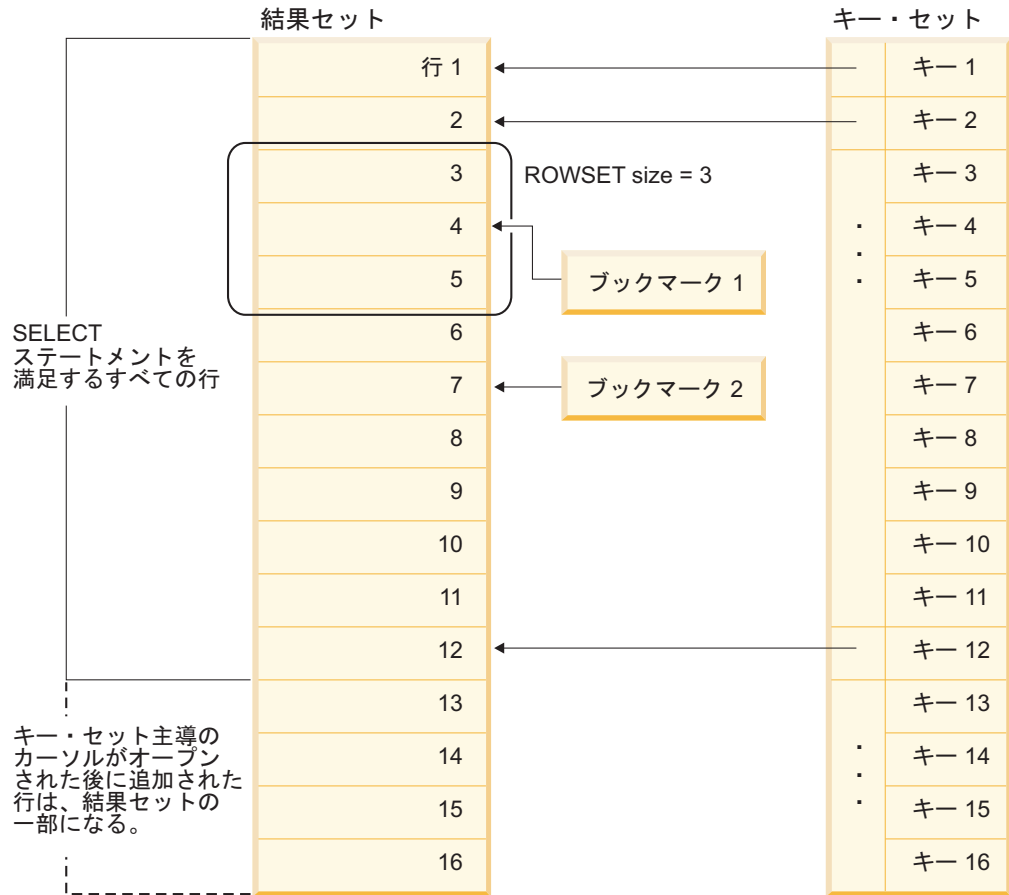 結果セット
キー・セット
行 1
キー 1
2
キー 2
3
ROWSET size = 3
キー 3
4
キー 4
5
ブックマーク 1
キー 5
SELECT
ステートメントを
満足するすべての行
6
キー 6
7
ブックマーク 2
キー 7
8
キー 8
9
キー 9
10
キー 10
11
キー 11
12
キー 12
キー・セット主導の
カーソルがオープン
された後に追加された
行は、結果セットの
一部になる。
13
キー 13
14
キー 14
15
キー 15
16
キー 16